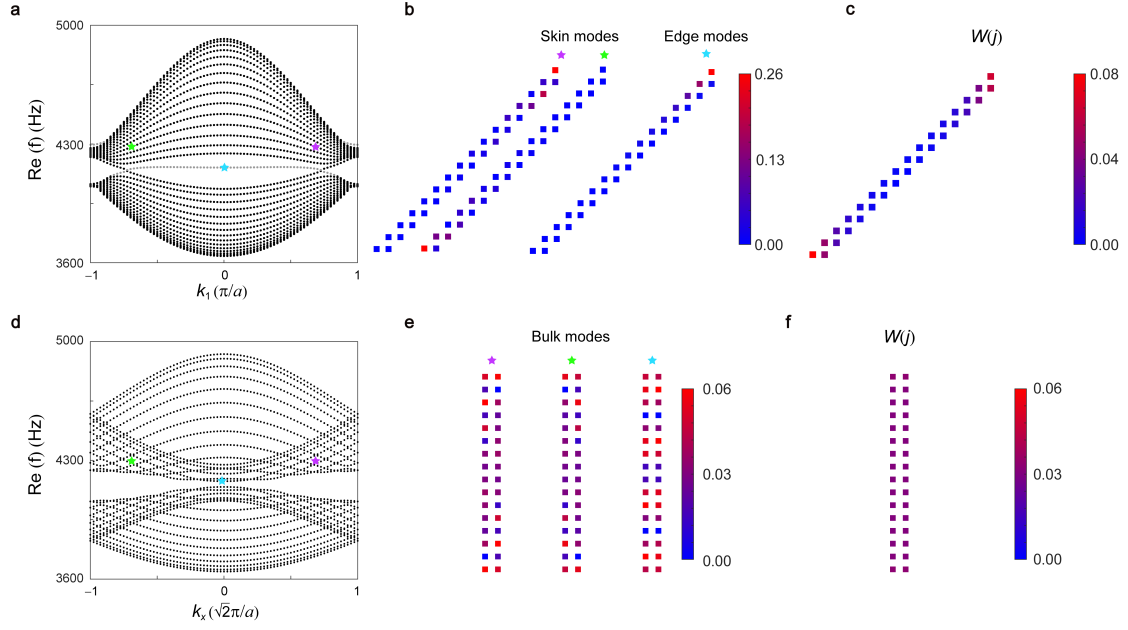 a
5000
4300
3600
Re (f) (Hz)
−1
0
1
k₁(π/a)
b
Skin modes
Edge modes
0.26
0.13
0.00
c
W(j)
0.08
0.04
0.00
d
5000
4300
3600
Re (f) (Hz)
−1
0
1
kₓ(√2π/a)
e
Bulk modes
0.06
0.03
0.00
f
W(j)
0.06
0.03
0.00